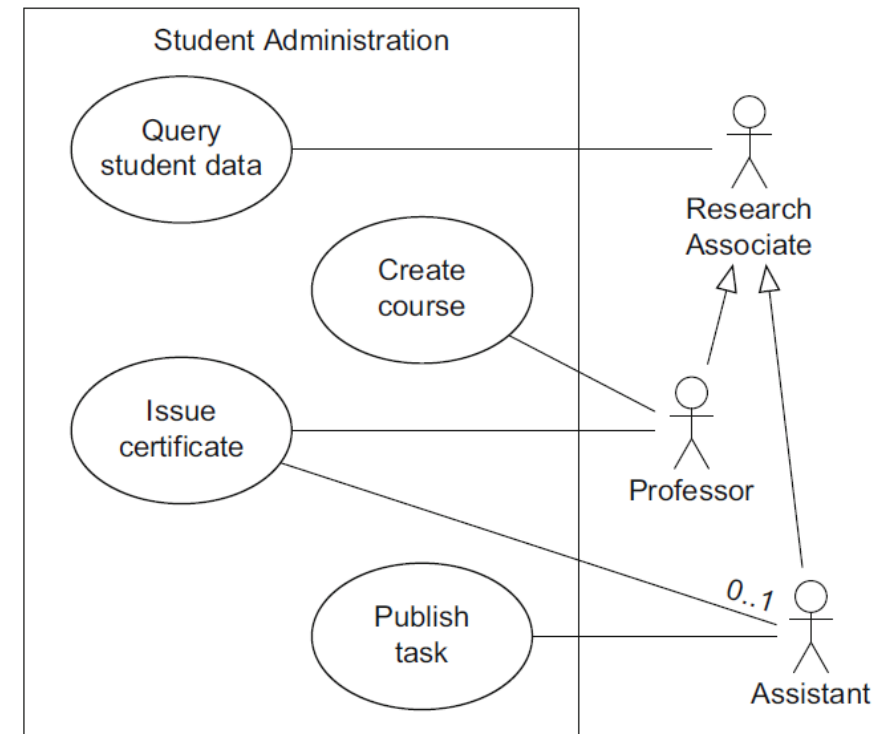 Student Administration
Query
student data
Research
Associate
Create
course
Issue
certificate
Professor
0..1
Publish
task
Assistant